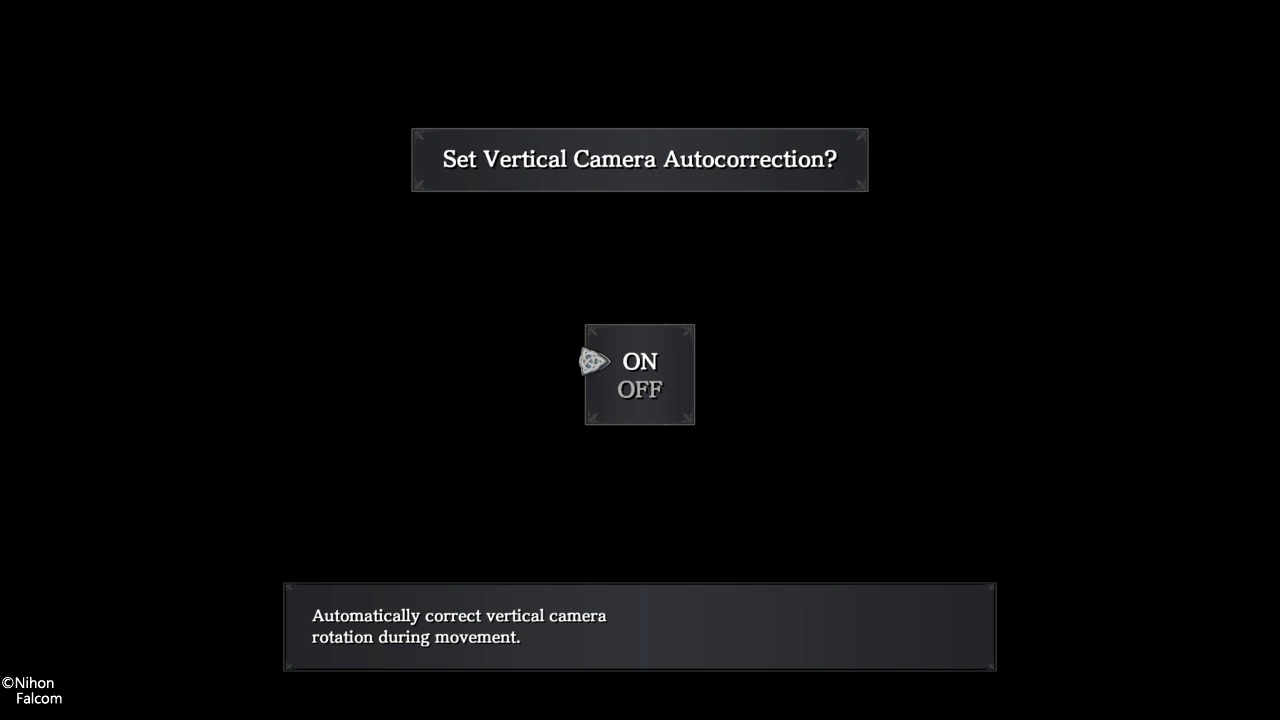 Set Vertical Camera Autocorrection?
ON
OFF
Automatically correct vertical camera
rotation during movement.
©Nihon
Falcom